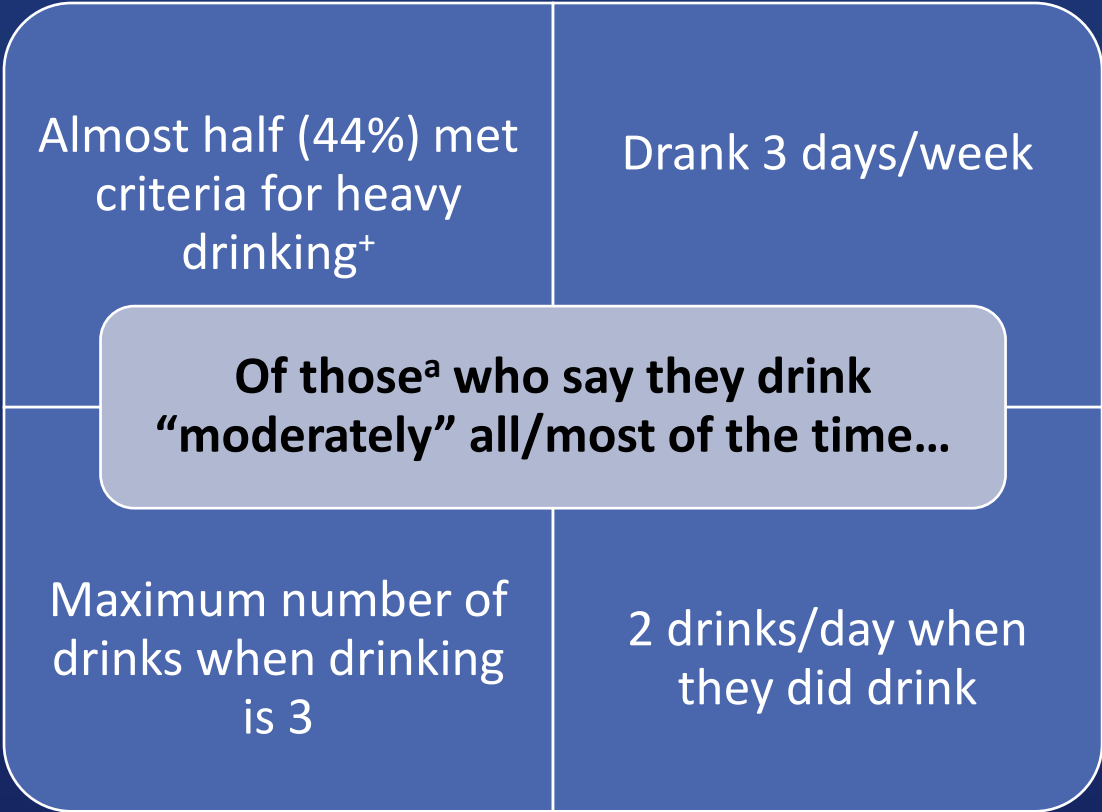 Almost half (44%) met
criteria for heavy
drinking⁺
Drank 3 days/week
Of thoseᵃ who say they drink
“moderately” all/most of the time…
Maximum number of
drinks when drinking
is 3
2 drinks/day when
they did drink